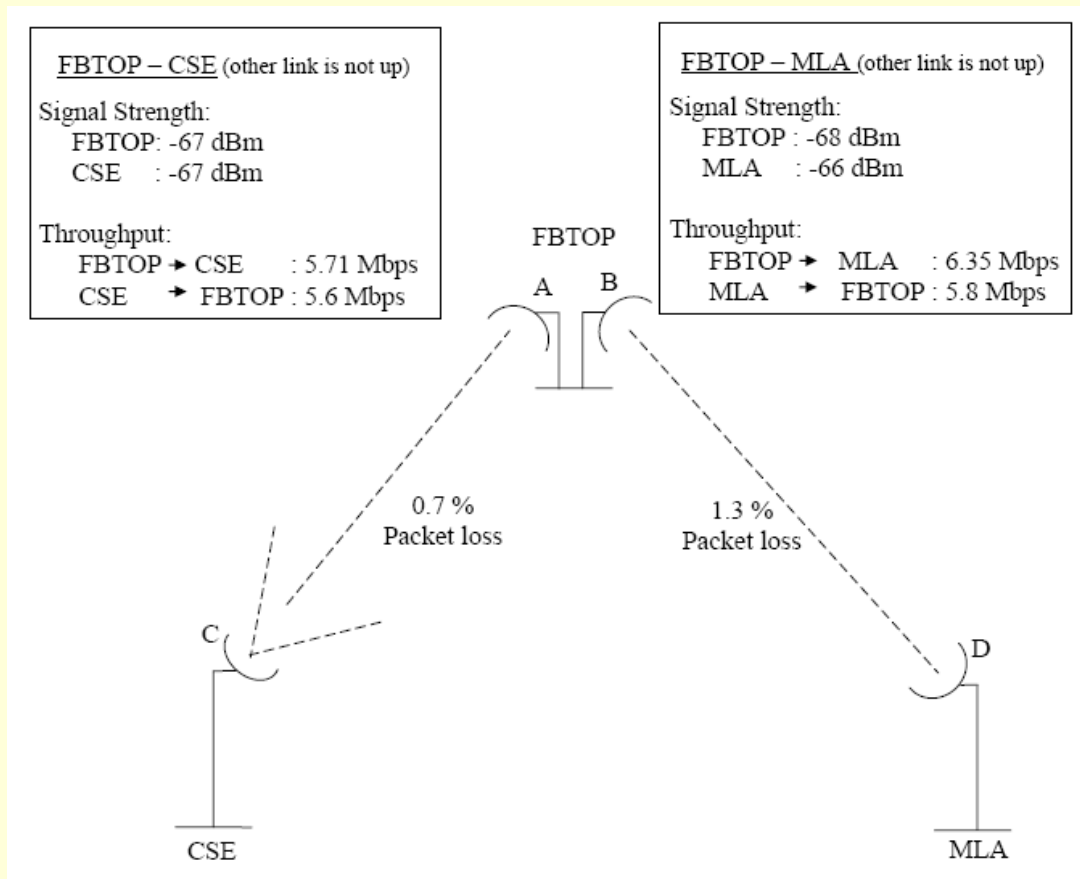 FBTOP – CSE (other link is not up)
Signal Strength:
FBTOP: -67 dBm
CSE : -67 dBm
Throughput:
FBTOP → CSE : 5.71 Mbps
CSE → FBTOP : 5.6 Mbps
FBTOP – MLA (other link is not up)
Signal Strength:
FBTOP : -68 dBm
MLA : -66 dBm
Throughput:
FBTOP → MLA : 6.35 Mbps
MLA → FBTOP : 5.8 Mbps
FBTOP
A B
0.7 %
Packet loss
1.3 %
Packet loss
C
D
CSE
MLA